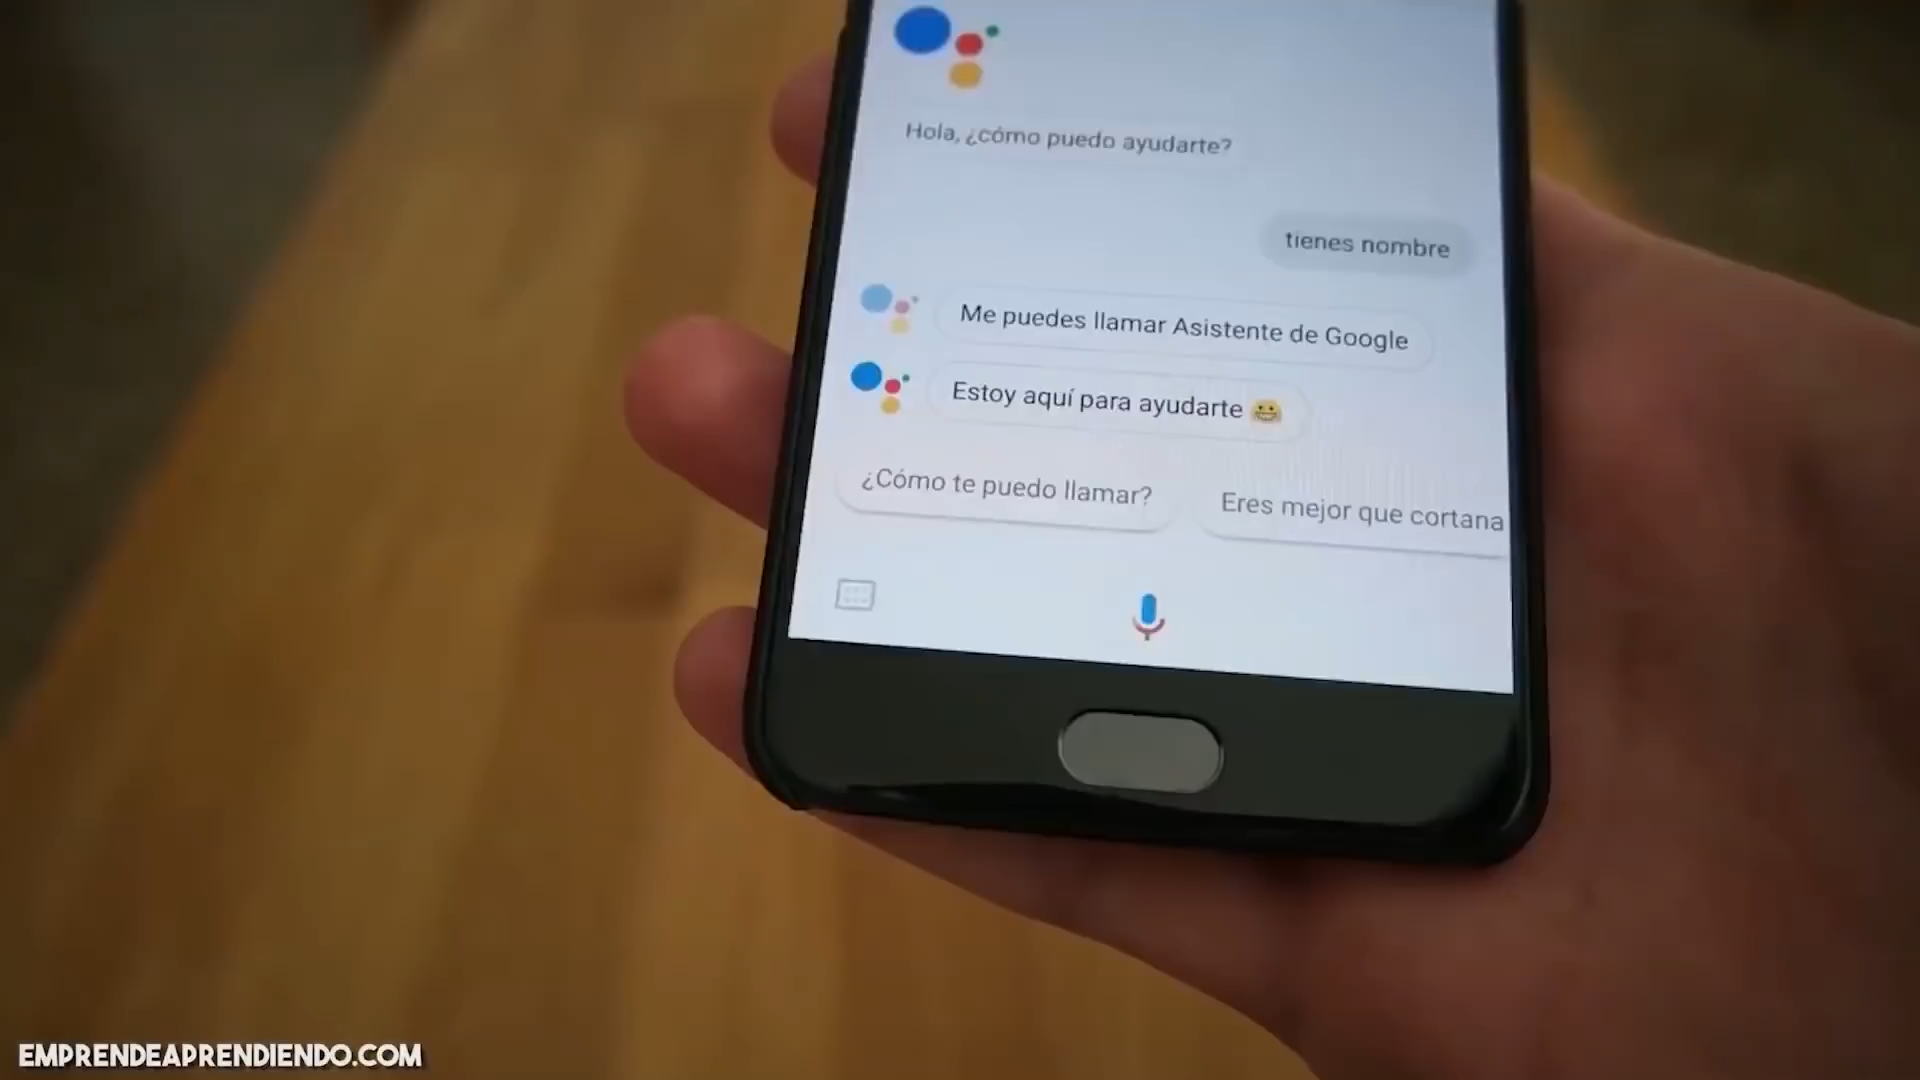 Hola, ¿cómo puedo ayudarte?
tienes nombre
Me puedes llamar Asistente de Google
Estoy aquí para ayudarte 😀
¿Cómo te puedo llamar?
Eres mejor que cortana
EMPRENDEAPRENDIENDO.COM